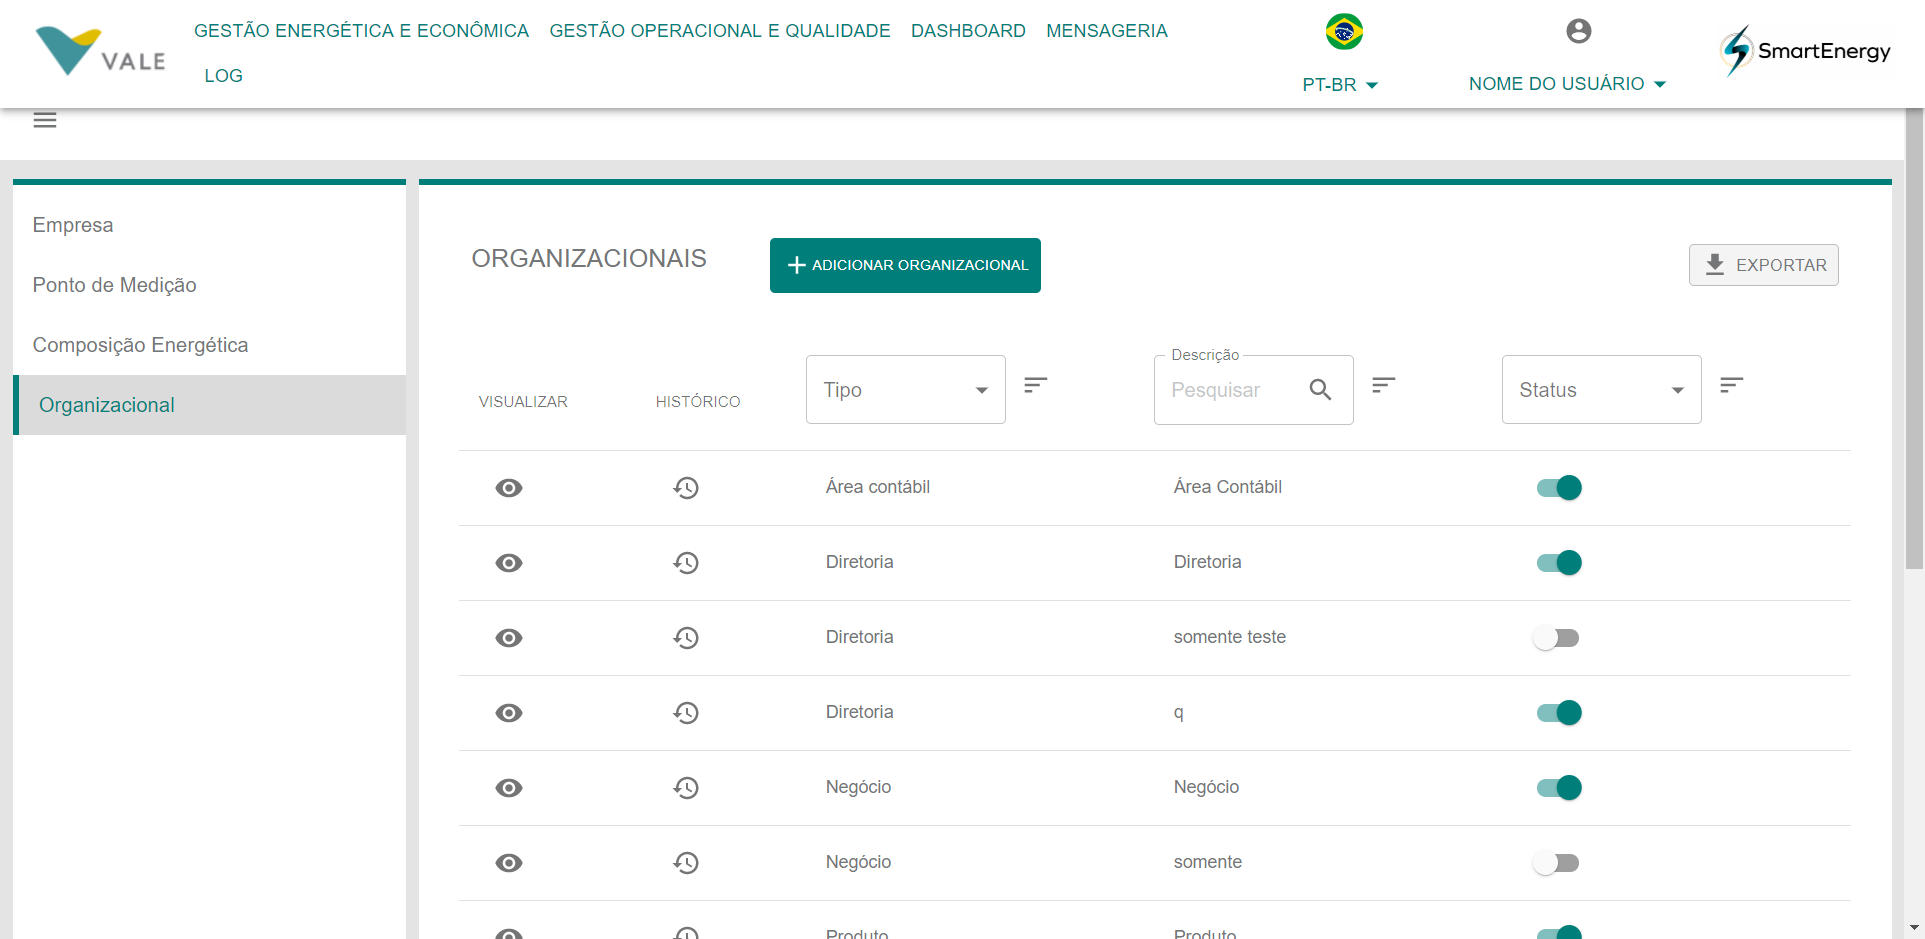 VALE
GESTÃO ENERGÉTICA E ECONÔMICA GESTÃO OPERACIONAL E QUALIDADE DASHBOARD MENSAGERIA
LOG
PT-BR
NOME DO USUÁRIO
SmartEnergy
Empresa
Ponto de Medição
Composição Energética
Organizacional
ORGANIZACIONAIS
ADICIONAR ORGANIZACIONAL
EXPORTAR
VISUALIZAR HISTÓRICO Tipo Descrição Pesquisar Status
Área contábil Área Contábil
Diretoria Diretoria
Diretoria somente teste
Diretoria q
Negócio Negócio
Negócio somente
Produto Produto